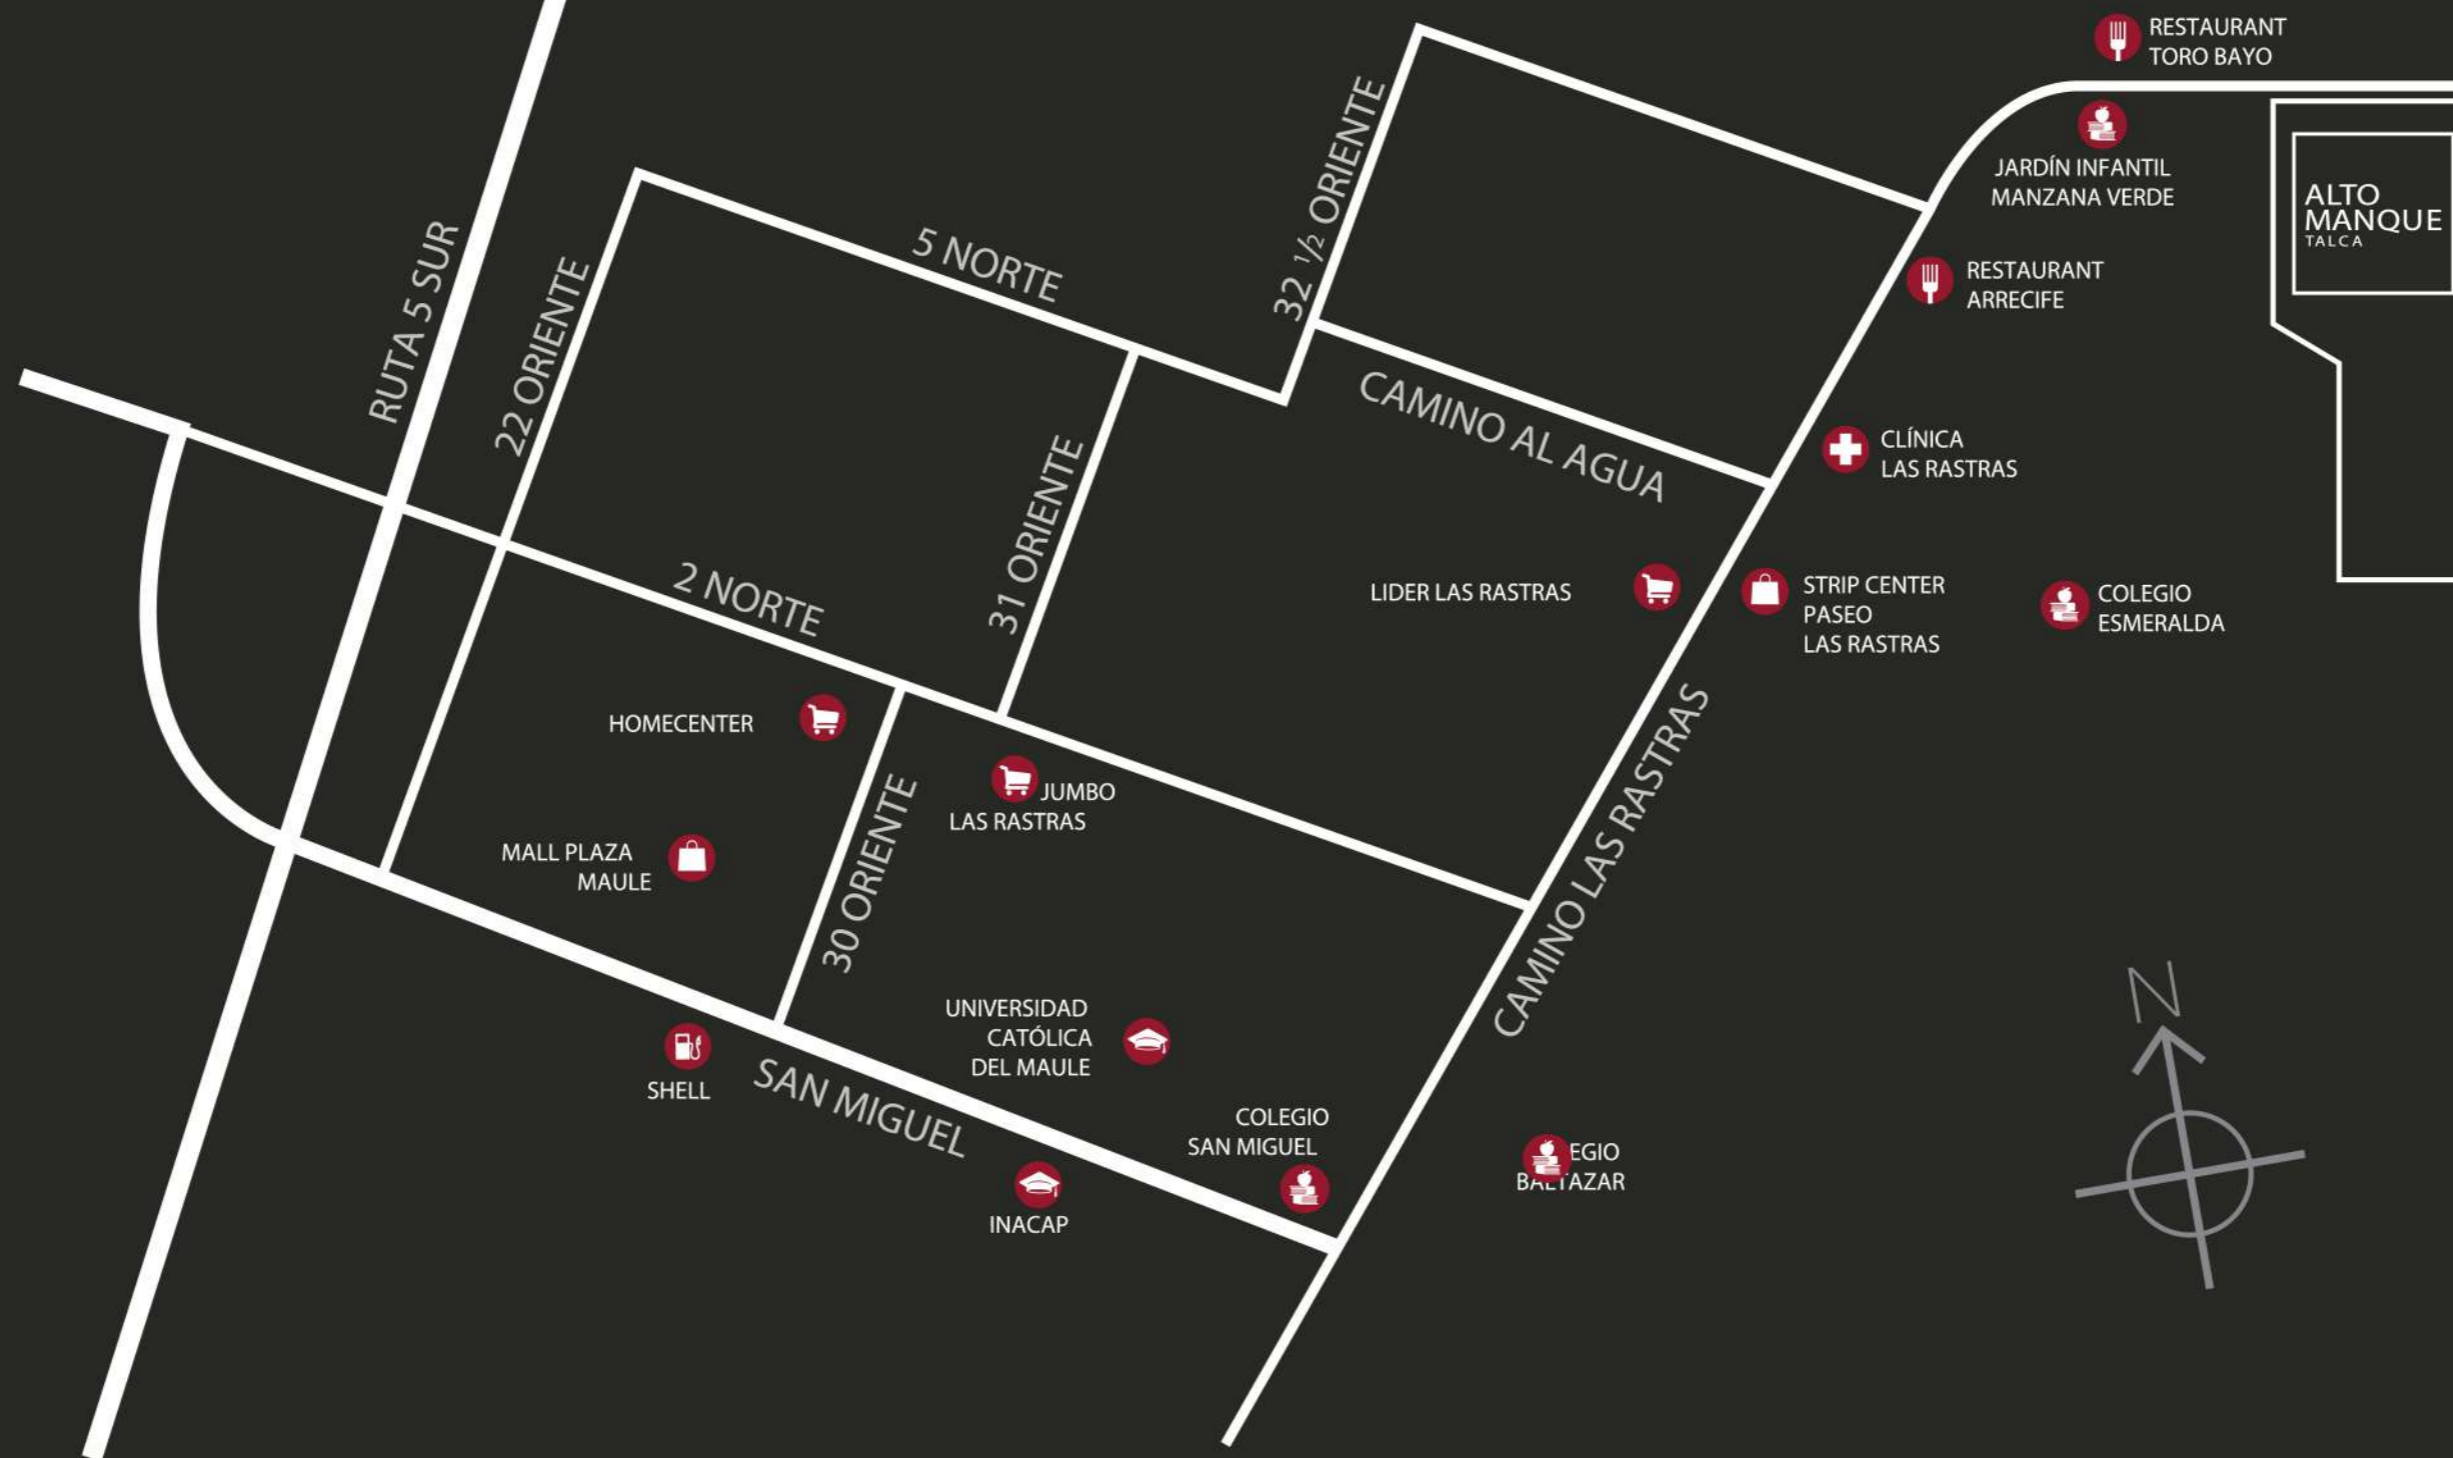 RESTAURANT
TORO BAYO
JARDÍN INFANTIL
MANZANA VERDE
ALTO
MANQUE
TALCA
32 ½ ORIENTE
5 NORTE
RUTA 5 SUR
22 ORIENTE
RESTAURANT
ARRECIFE
CAMINO AL AGUA
CLÍNICA
LAS RASTRAS
31 ORIENTE
2 NORTE
LIDER LAS RASTRAS
STRIP CENTER
PASEO
LAS RASTRAS
COLEGIO
ESMERALDA
HOMECENTER
JUMBO
LAS RASTRAS
MALL PLAZA
MAULE
30 ORIENTE
CAMINO LAS RASTRAS
UNIVERSIDAD
CATÓLICA
DEL MAULE
N
SHELL
SAN MIGUEL
COLEGIO
SAN MIGUEL
EGIO
BALTAZAR
INACAP